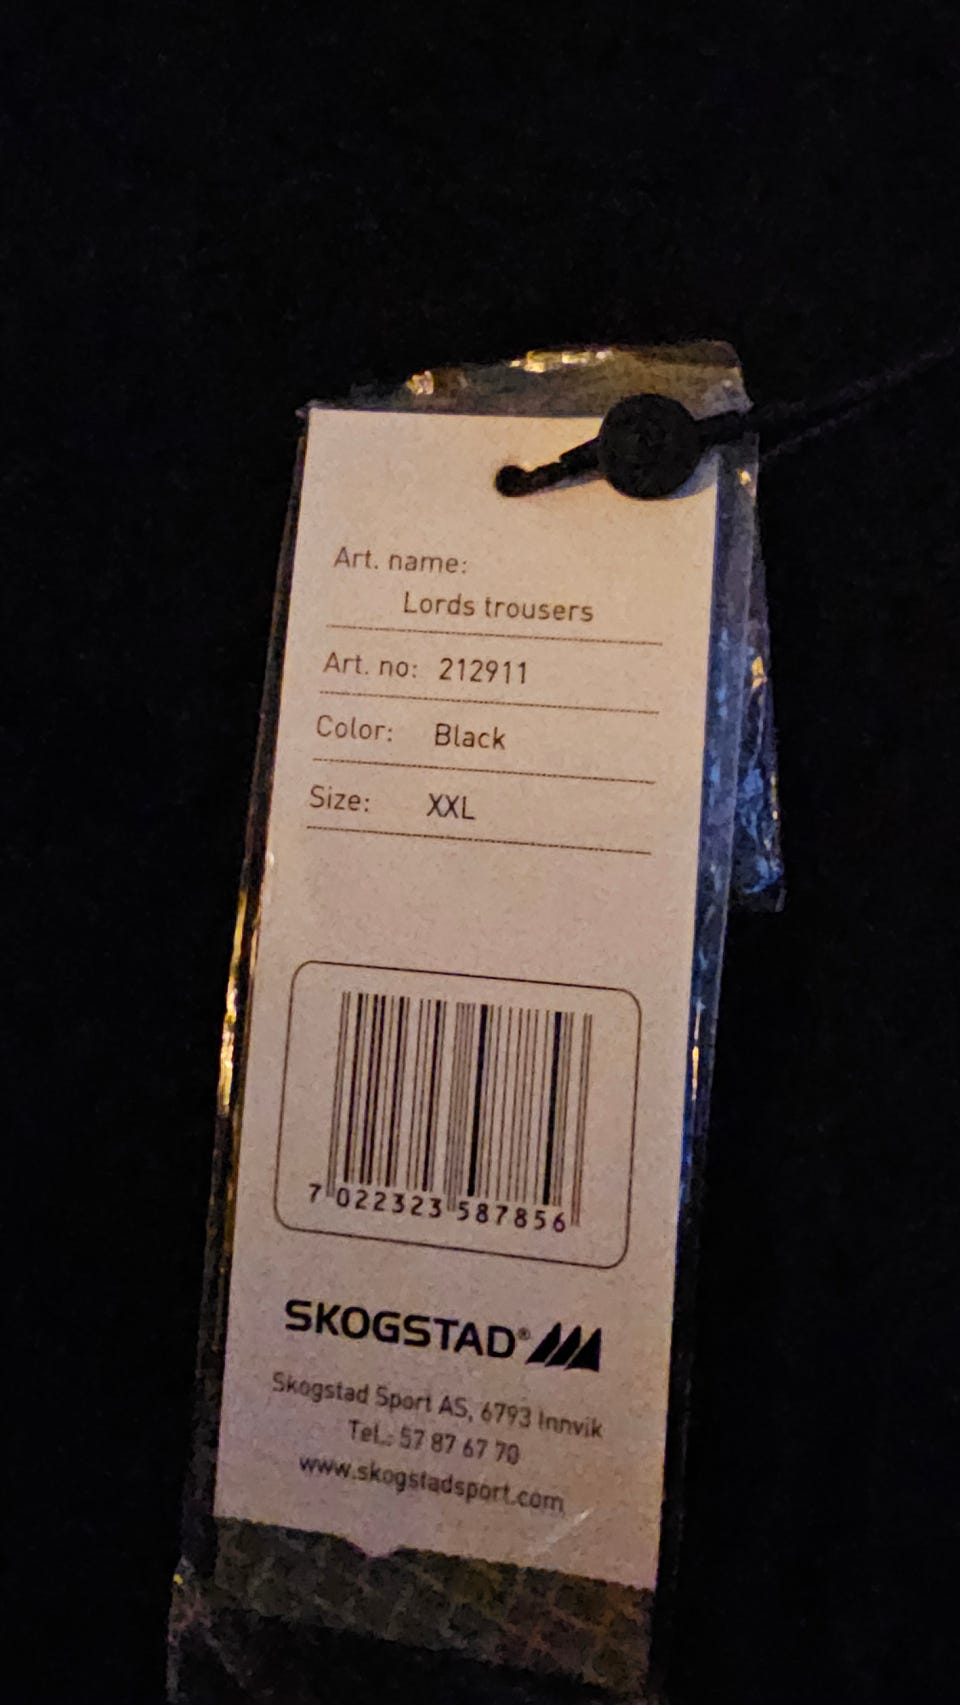 Art. name:
Lords trousers
Art. no: 212911
Color: Black
Size: XXL
7 022323 587856
SKOGSTAD®
Skogstad Sport AS, 6793 Innvik
Tel.: 57 87 67 70
www.skogstadsport.com